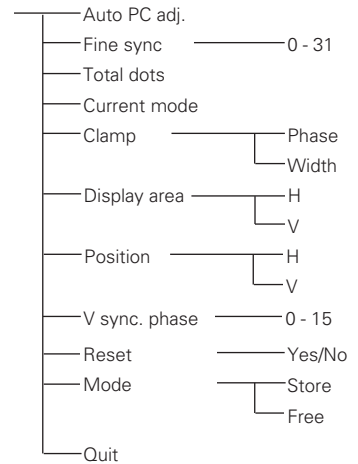 Auto PC adj.
Fine sync 0 - 31
Total dots
Current mode
Clamp Phase
Width
Display area H
V
Position H
V
V sync. phase 0 - 15
Reset Yes/No
Mode Store
Free
Quit